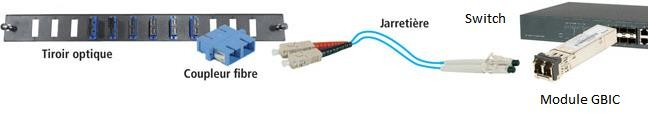 Tiroir optique
Coupleur fibre
Jarretière
Switch
Module GBIC